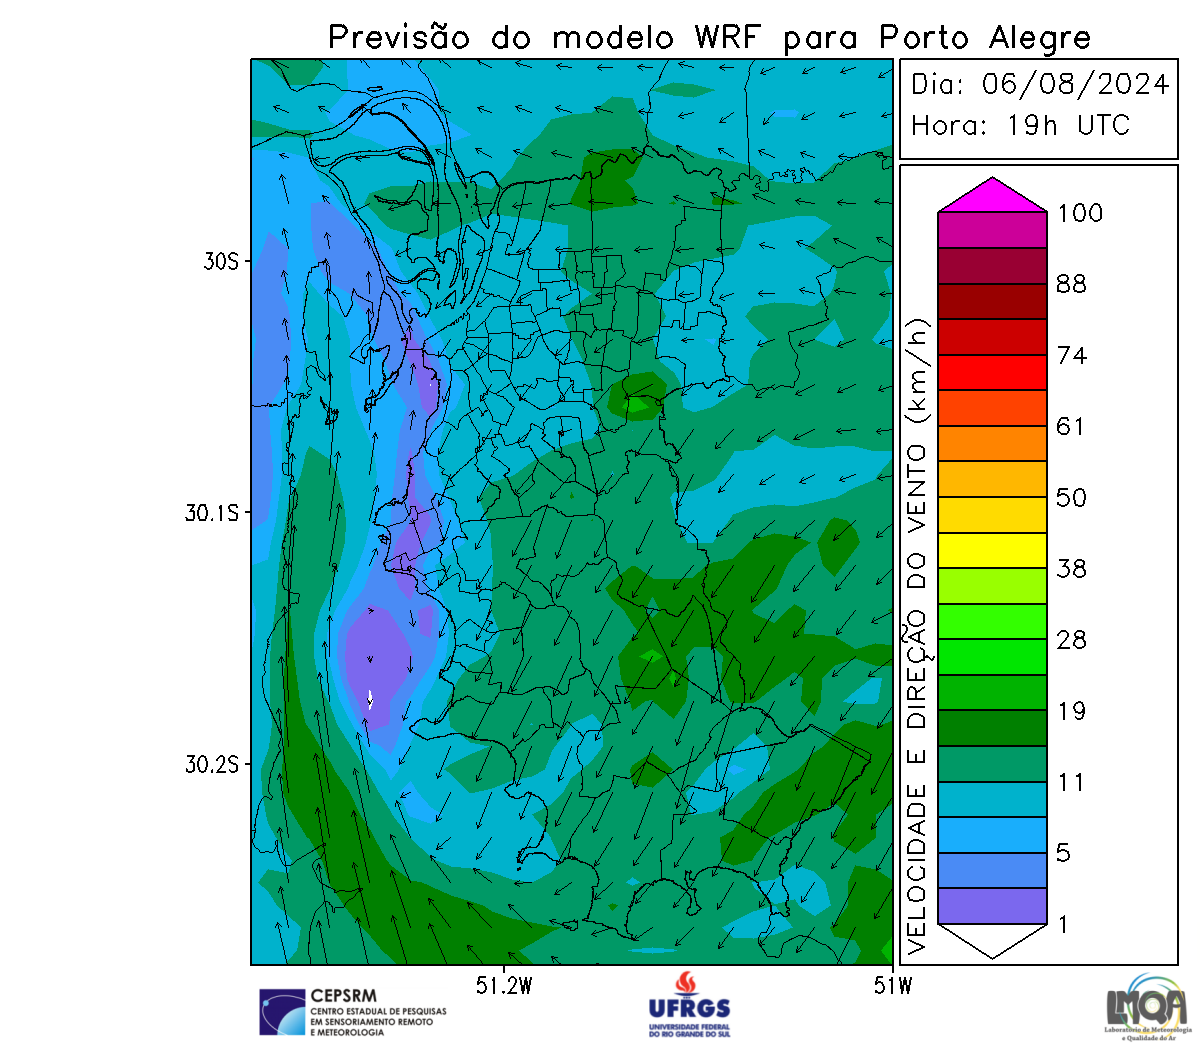 Previsão do modelo WRF para Porto Alegre
Dia: 06/08/2024
Hora: 19h UTC
30S
30.1S
30.2S
51.2W
51W
VELOCIDADE E DIREÇÃO DO VENTO (km/h)
100
88
74
61
50
38
28
19
11
5
1
CEPSRM
CENTRO ESTADUAL DE PESQUISAS
EM SENSORIAMENTO REMOTO
E METEOROLOGIA
UFRGS
UNIVERSIDADE FEDERAL
DO RIO GRANDE DO SUL
LMQA
Laboratório de Meteorologia
e Qualidade do Ar